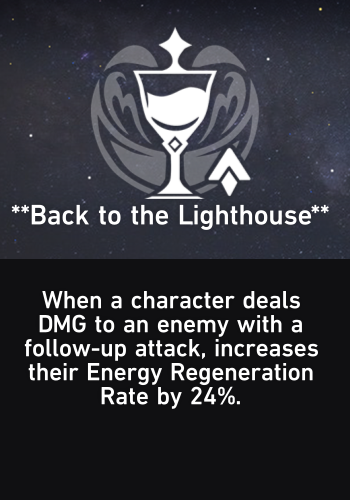 **Back to the Lighthouse**
When a character deals
DMG to an enemy with a
follow-up attack, increases
their Energy Regeneration
Rate by 24%.